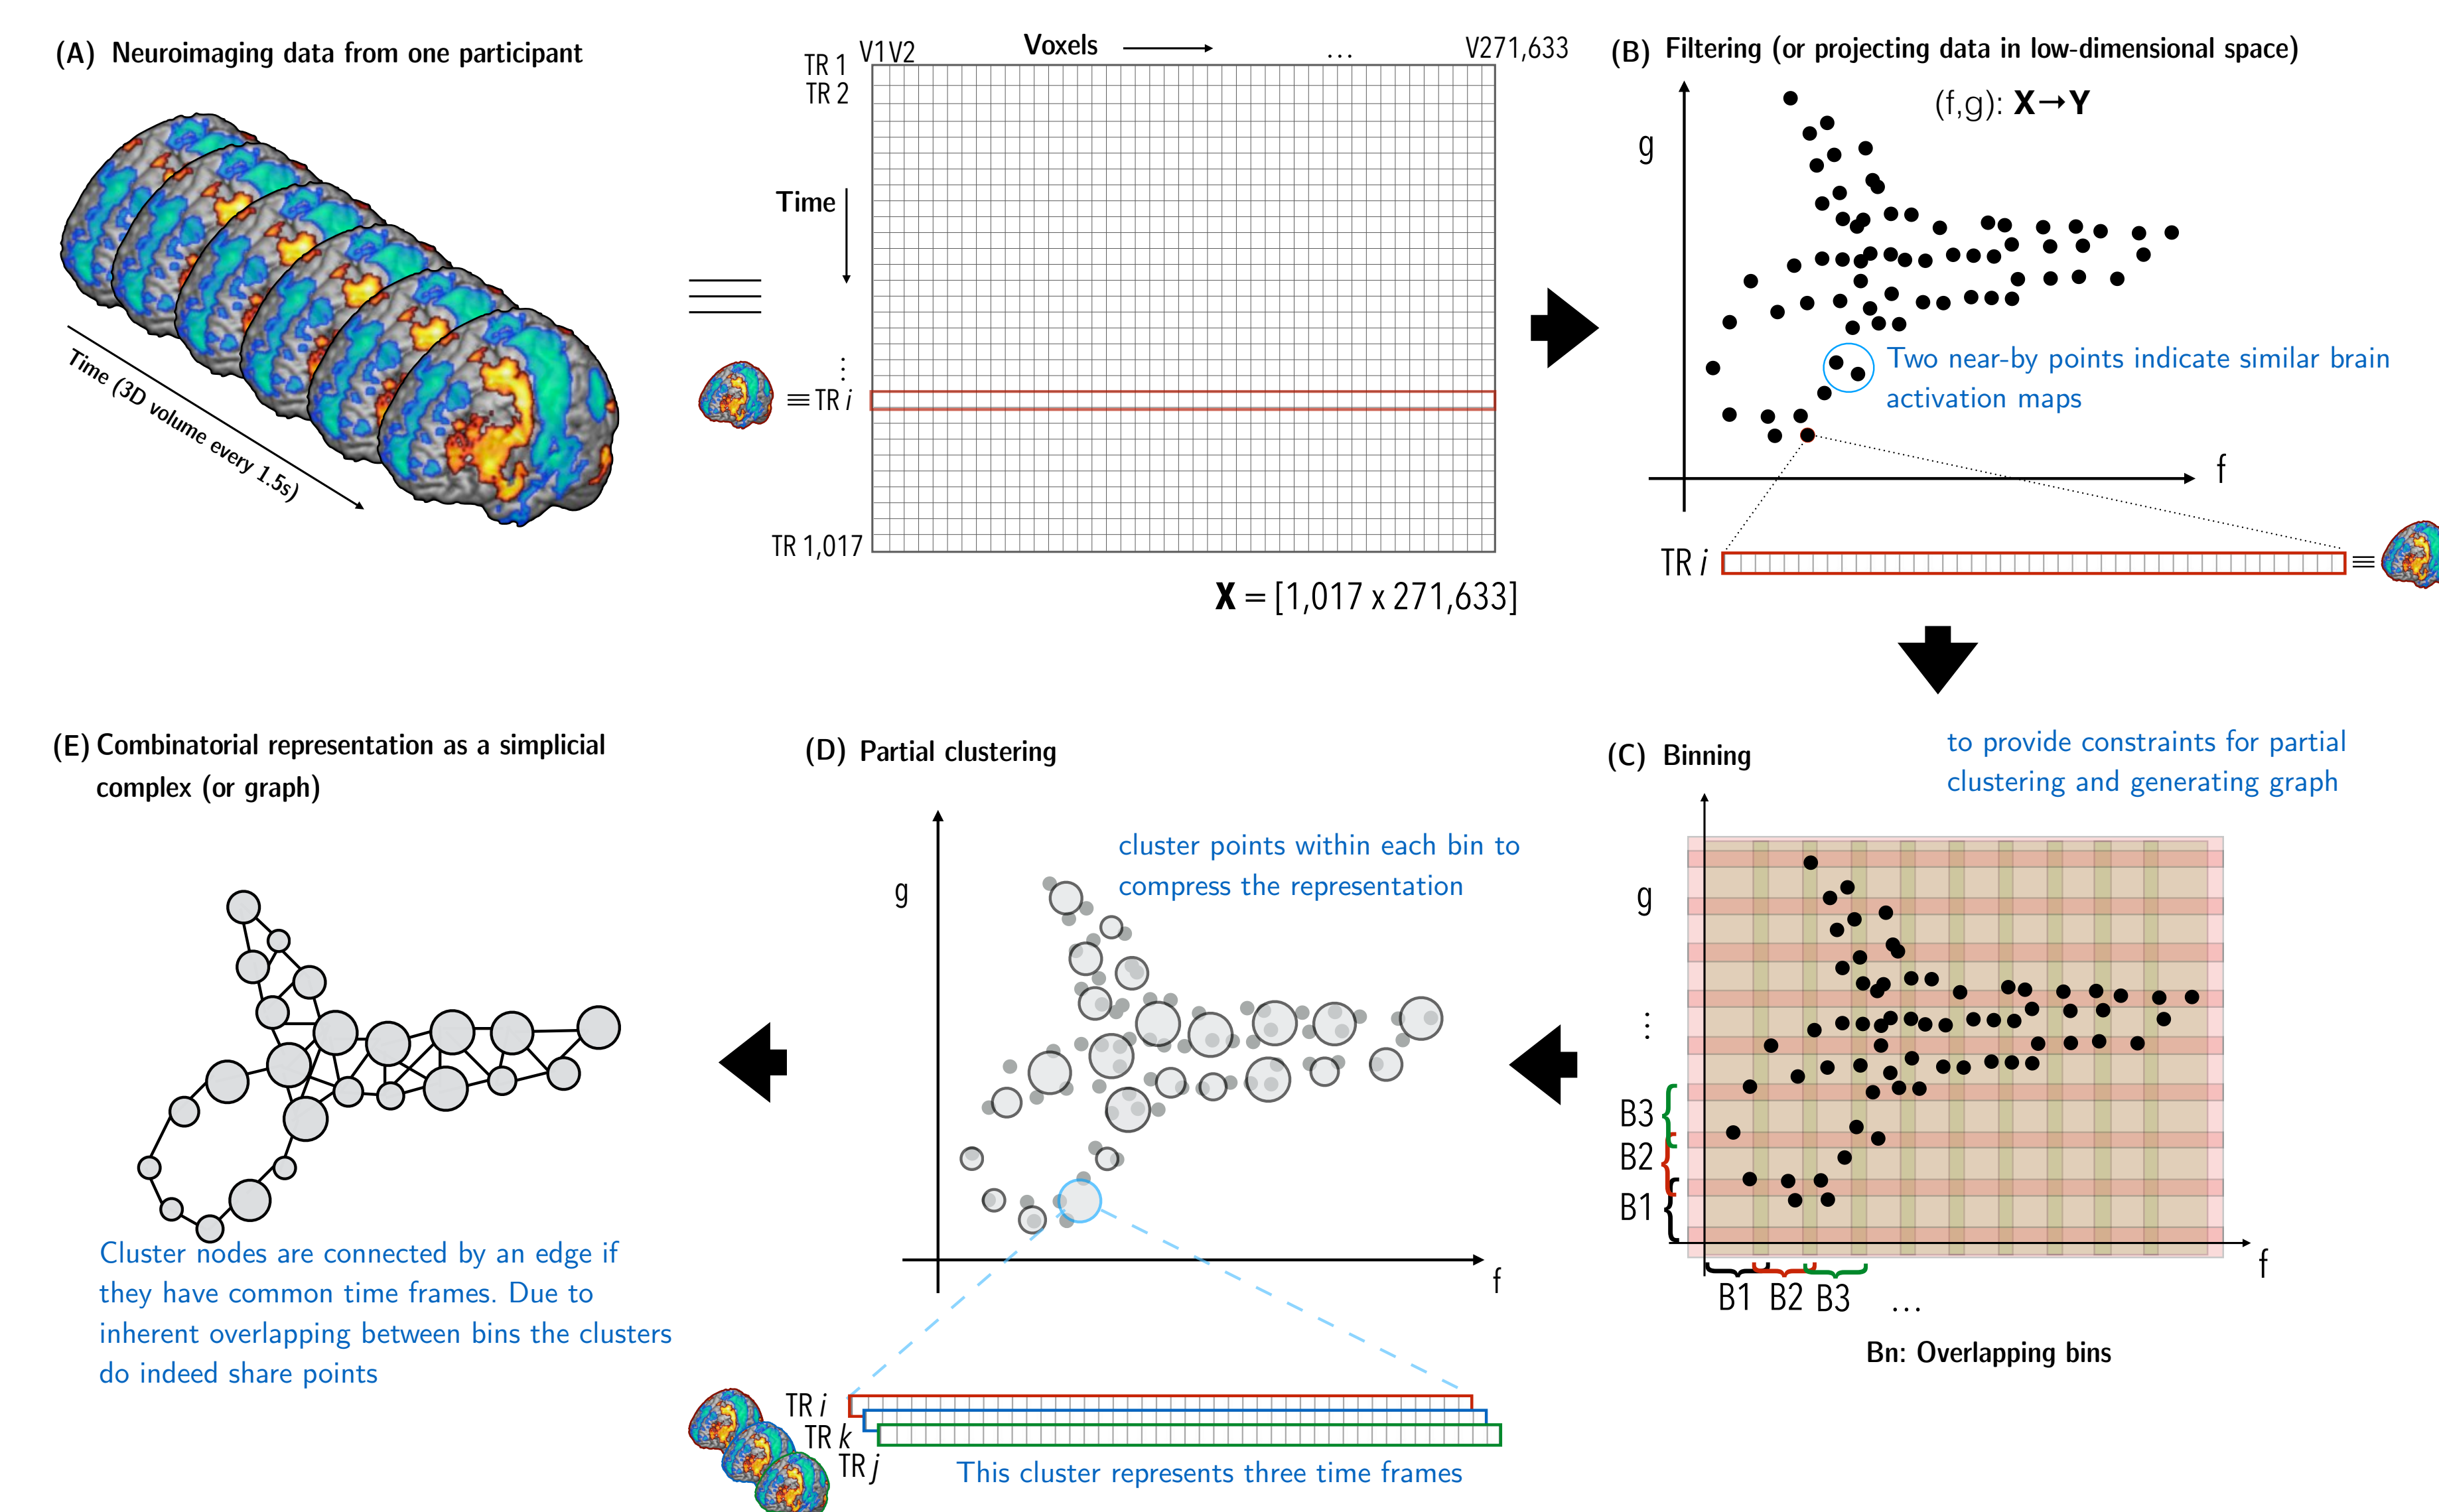 (A) Neuroimaging data from one participant
Time (3D volume every 1.5s)
V1 V2 Voxels ... V271,633
TR 1
TR 2
Time
⋮
≡ TR i
TR 1,017
X = [1,017 x 271,633]
(B) Filtering (or projecting data in low-dimensional space)
(f,g): X→Y
g
Two near-by points indicate similar brain
activation maps
f
TR i ≡
(C) Binning
to provide constraints for partial
clustering and generating graph
g
⋮
B3
B2
B1
f
B1 B2 B3 ...
Bn: Overlapping bins
(D) Partial clustering
cluster points within each bin to
compress the representation
g
f
TR i
TR k
TR j
This cluster represents three time frames
(E) Combinatorial representation as a simplicial
complex (or graph)
Cluster nodes are connected by an edge if
they have common time frames. Due to
inherent overlapping between bins the clusters
do indeed share points